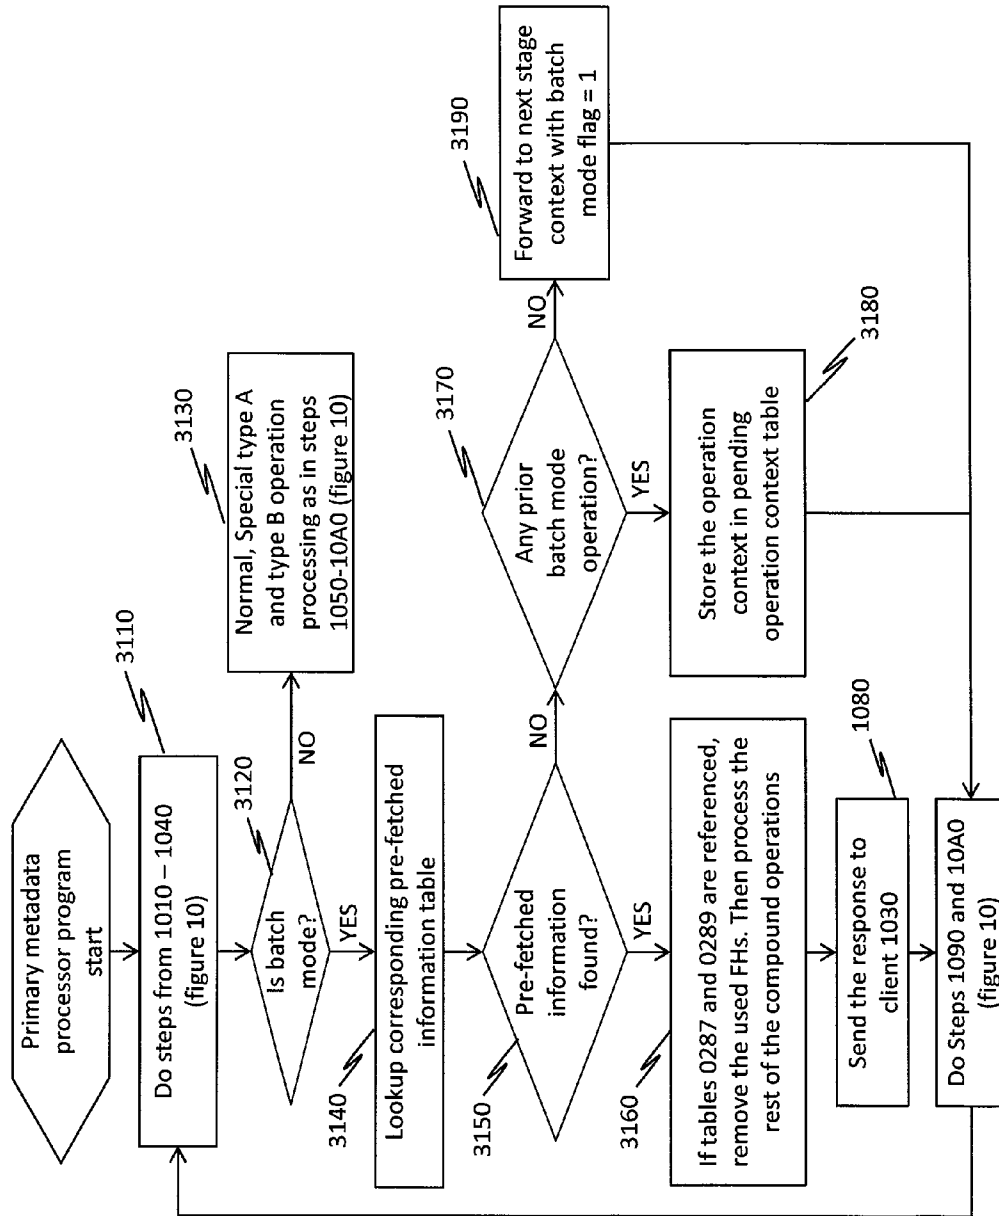 Primary metadata
processor program
start
3110
Do steps from 1010 – 1040
(figure 10)
3120
Is batch
mode?
NO
3130
Normal, Special type A
and type B operation
processing as in steps
1050-10A0 (figure 10)
YES
3140
Lookup corresponding pre-fetched
information table
3150
Pre-fetched
information
found?
NO
3170
Any prior
batch mode
operation?
NO
3190
Forward to next stage
context with batch
mode flag = 1
YES
3160
If tables 0287 and 0289 are referenced,
remove the used FHs. Then process the
rest of the compound operations
YES
Store the operation
context in pending
operation context table
3180
1080
Send the response to
client 1030
Do Steps 1090 and 10A0
(figure 10)